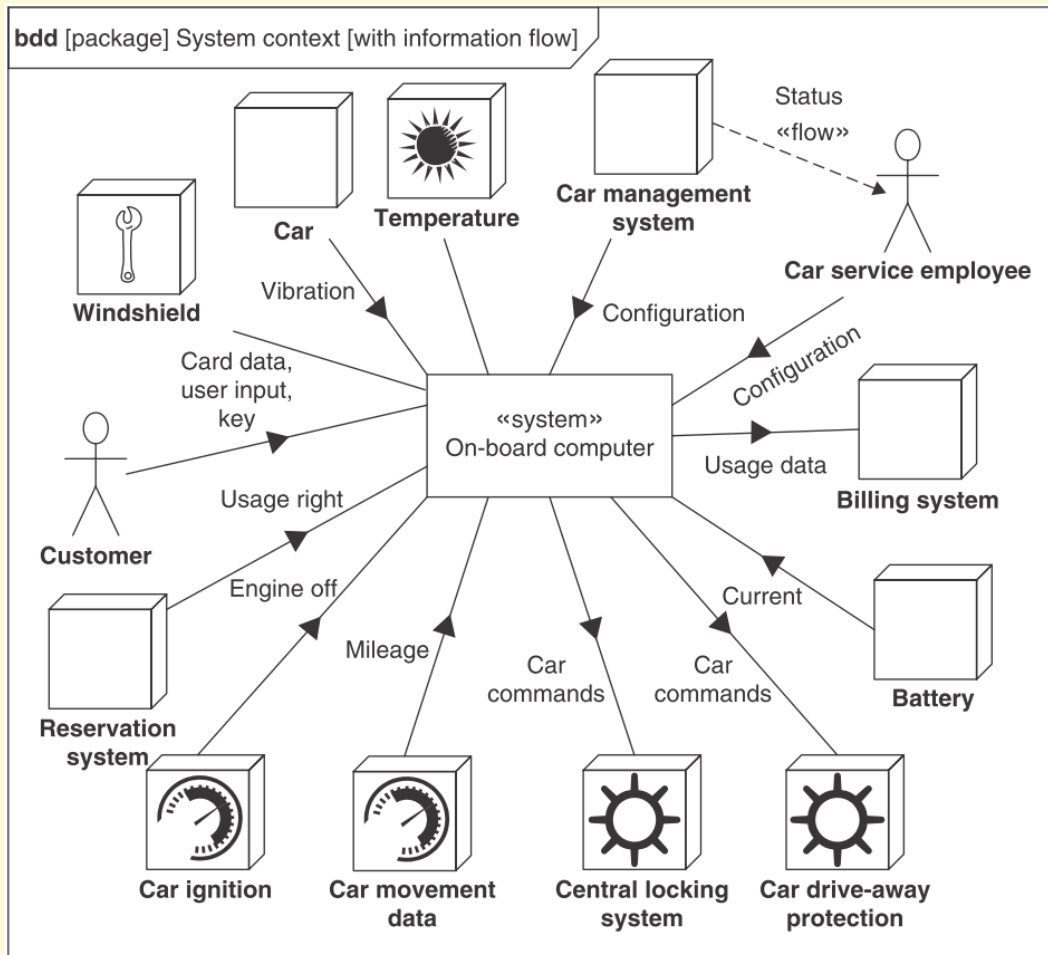 bdd [package] System context [with information flow]
Status
«flow»
Car
Temperature
Car management
system
Car service employee
Windshield
Vibration
Configuration
Configuration
Card data,
user input,
key
«system»
On-board computer
Usage data
Billing system
Customer
Usage right
Engine off
Mileage
Car
commands
Car
commands
Current
Battery
Reservation
system
Car ignition
Car movement
data
Central locking
system
Car drive-away
protection